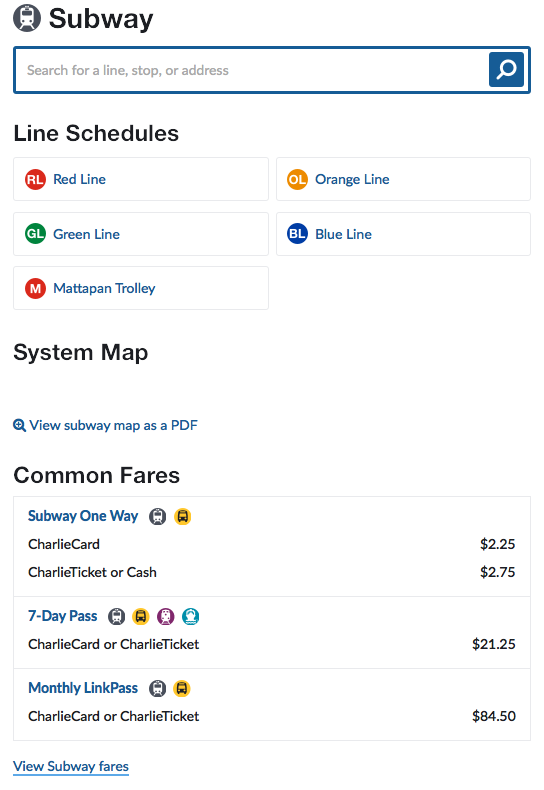 Subway
Search for a line, stop, or address
Line Schedules
RL Red Line
OL Orange Line
GL Green Line
BL Blue Line
M Mattapan Trolley
System Map
View subway map as a PDF
Common Fares
Subway One Way
CharlieCard $2.25
CharlieTicket or Cash $2.75
7-Day Pass
CharlieCard or CharlieTicket $21.25
Monthly LinkPass
CharlieCard or CharlieTicket $84.50
View Subway fares